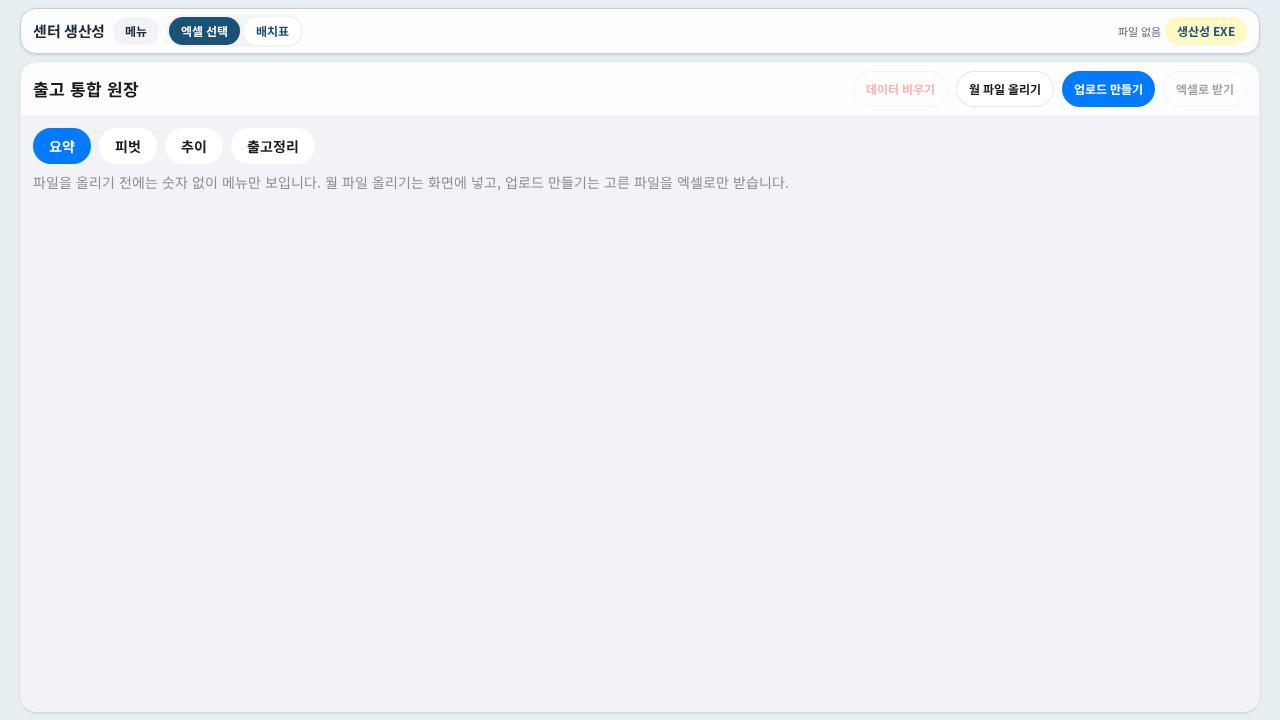 센터 생산성 메뉴 엑셀 선택 배치표 파일 없음 생산성 EXE
출고 통합 원장 데이터 비우기 월 파일 올리기 업로드 만들기 엑셀로 받기
요약 피벗 추이 출고정리
파일을 올리기 전에는 숫자 없이 메뉴만 보입니다. 월 파일 올리기는 화면에 넣고, 업로드 만들기는 고른 파일을 엑셀로만 받습니다.